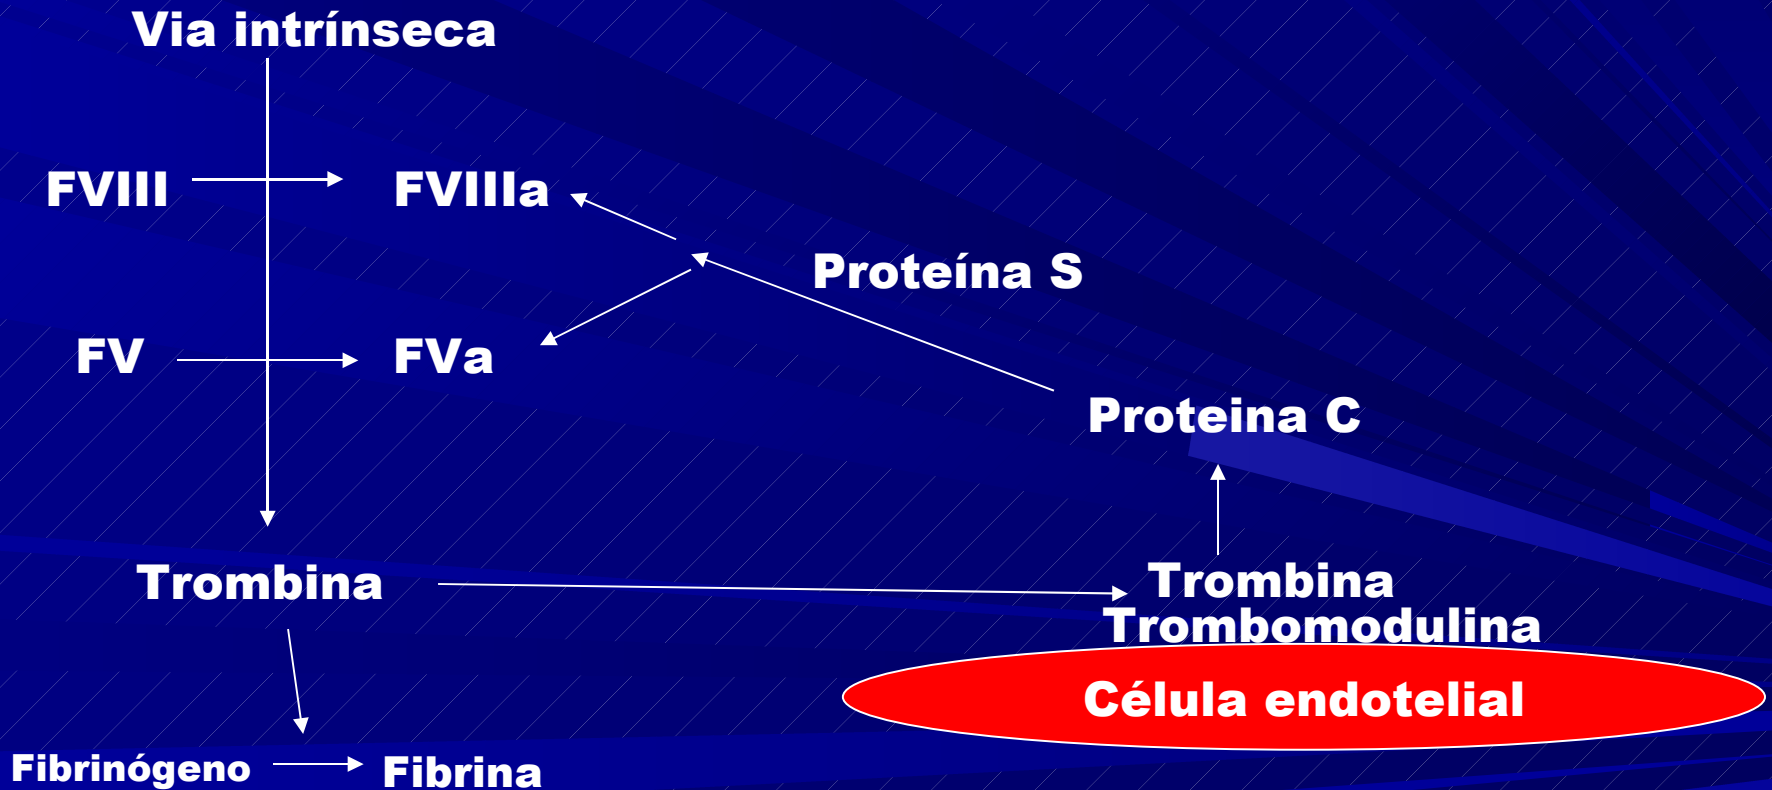 Via intrínseca
FVIII
FVIIIa
Proteína S
FV
FVa
Proteina C
Trombina
Trombina
Trombomodulina
Célula endotelial
Fibrinógeno
Fibrina